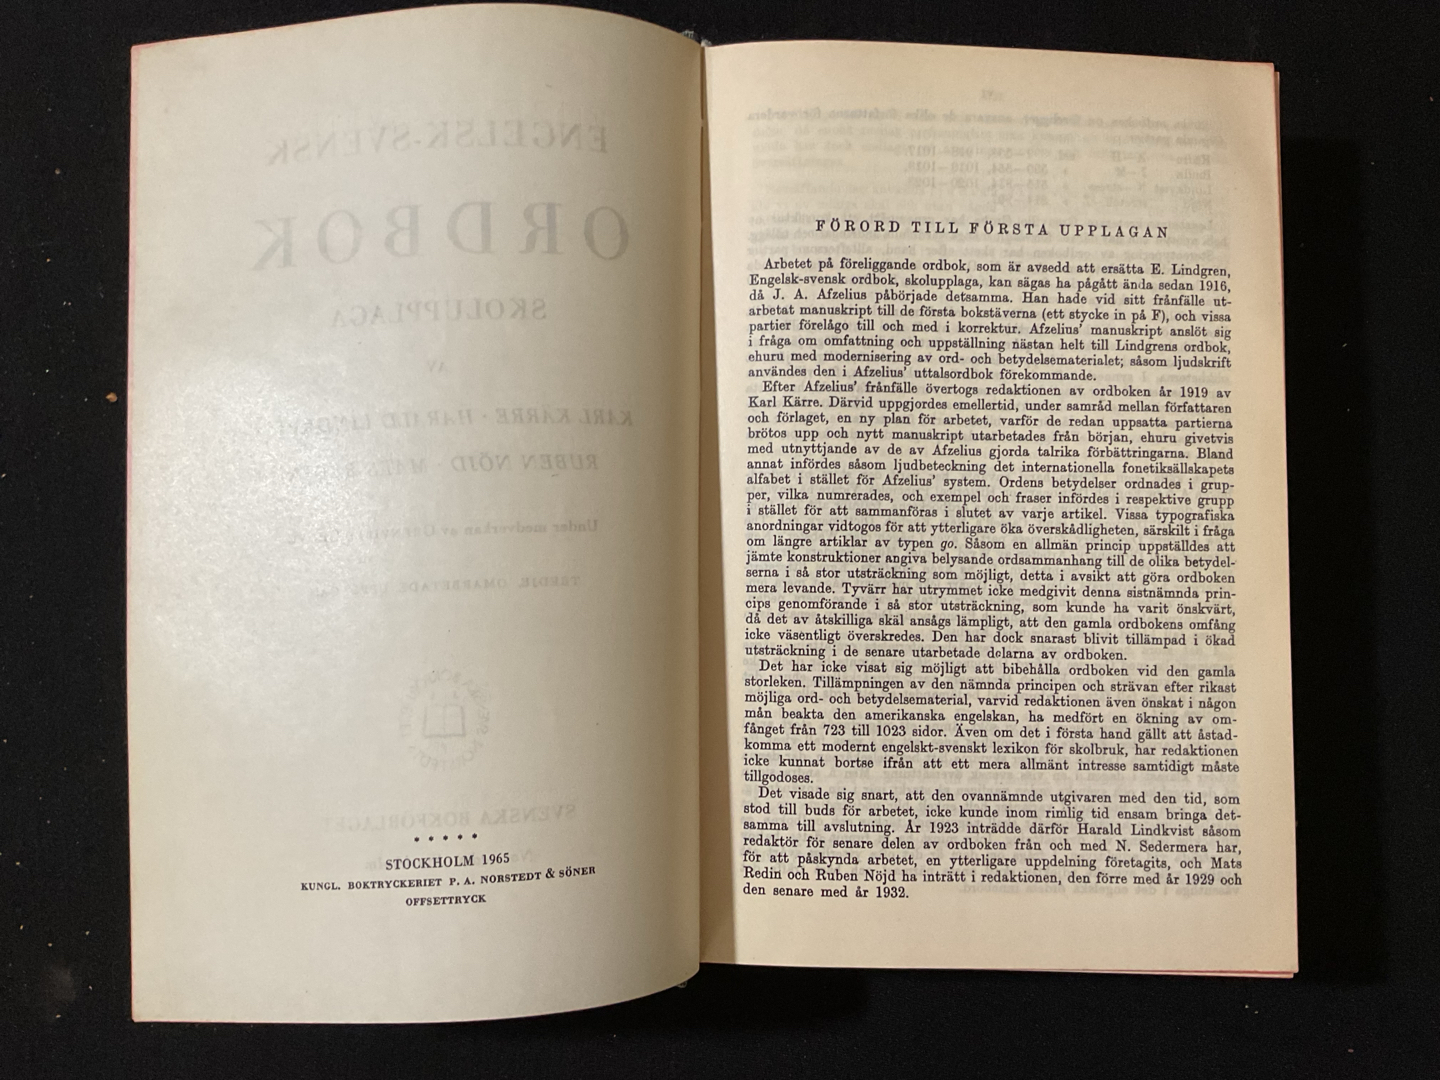 STOCKHOLM 1965
KUNGL. BOKTRYCKERIET P. A. NORSTEDT & SÖNER
OFFSETTRYCK
FÖRORD TILL FÖRSTA UPPLAGAN
Arbetet på föreliggande ordbok, som är avsedd att ersätta E. Lindgren,
Engelsk-svensk ordbok, skolupplaga, kan sägas ha pågått ända sedan 1916,
då J. A. Afzelius påbörjade detsamma. Han hade vid sitt frånfälle ut-
arbetat manuskript till de första bokstäverna (ett stycke in på F), och vissa
partier förelågo till och med i korrektur. Afzelius' manuskript anslöt sig
i fråga om omfattning och uppställning nästan helt till Lindgrens ordbok,
ehuru med modernisering av ord- och betydelsematerialet; såsom ljudskrift
användes den i Afzelius' uttalsordbok förekommande.
Efter Afzelius' frånfälle övertogs redaktionen av ordboken år 1919 av
Karl Kärre. Därvid uppgjordes emellertid, under samråd mellan författaren
och förlaget, en ny plan för arbetet, varför de redan uppsatta partierna
brötos upp och nytt manuskript utarbetades från början, ehuru givetvis
med utnyttjande av de av Afzelius gjorda talrika förbättringarna. Bland
annat infördes såsom ljudbeteckning det internationella fonetiksällskapets
alfabet i stället för Afzelius' system. Ordens betydelser ordnades i grup-
per, vilka numrerades, och exempel och fraser infördes i respektive grupp
i stället för att sammanföras i slutet av varje artikel. Vissa typografiska
anordningar vidtogos för att ytterligare öka överskådligheten, särskilt i fråga
om längre artiklar av typen go. Såsom en allmän princip uppställdes att
jämte konstruktioner angiva belysande ordsammanhang till de olika betydel-
serna i så stor utsträckning som möjligt, detta i avsikt att göra ordboken
mera levande. Tyvärr har utrymmet icke medgivit denna sistnämnda prin-
cips genomförande i så stor utsträckning, som kunde ha varit önskvärt,
då det av åtskilliga skäl ansågs lämpligt, att den gamla ordbokens omfång
icke väsentligt överskredes. Den har dock snarast blivit tillämpad i ökad
utsträckning i de senare utarbetade delarna av ordboken.
Det har icke visat sig möjligt att bibehålla ordboken vid den gamla
storleken. Tillämpningen av den nämnda principen och strävan efter rikast
möjliga ord- och betydelsematerial, varvid redaktionen även önskat i någon
mån beakta den amerikanska engelskan, ha medfört en ökning av om-
fånget från 723 till 1023 sidor. Även om det i första hand gällt att åstad-
komma ett modernt engelskt-svenskt lexikon för skolbruk, har redaktionen
icke kunnat bortse ifrån att ett mera allmänt intresse samtidigt måste
tillgodoses.
Det visade sig snart, att den ovannämnde utgivaren med den tid, som
stod till buds för arbetet, icke kunde inom rimlig tid ensam bringa det-
samma till avslutning. År 1923 inträdde därför Harald Lindkvist såsom
redaktör för senare delen av ordboken från och med N. Sedermera har,
för att påskynda arbetet, en ytterligare uppdelning företagits, och Mats
Redin och Ruben Nöjd ha inträtt i redaktionen, den förre med år 1929 och
den senare med år 1932.